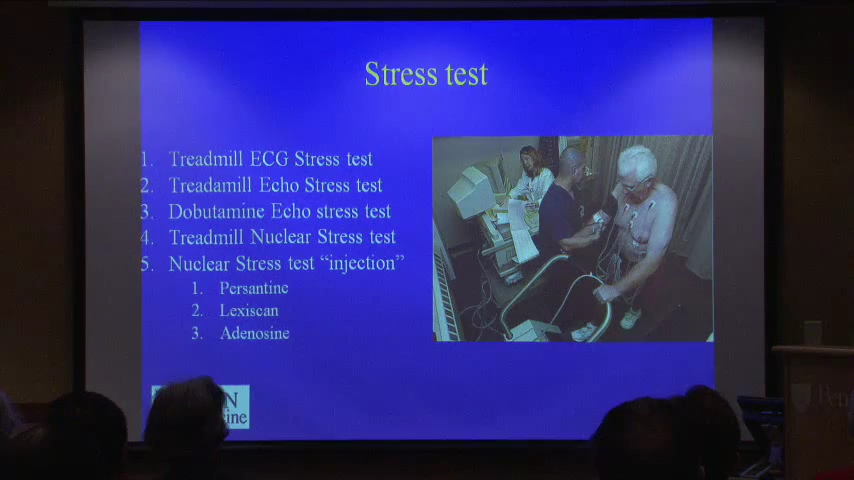 Stress test
1. Treadmill ECG Stress test
2. Treadamill Echo Stress test
3. Dobutamine Echo stress test
4. Treadmill Nuclear Stress test
5. Nuclear Stress test “injection”
1. Persantine
2. Lexiscan
3. Adenosine